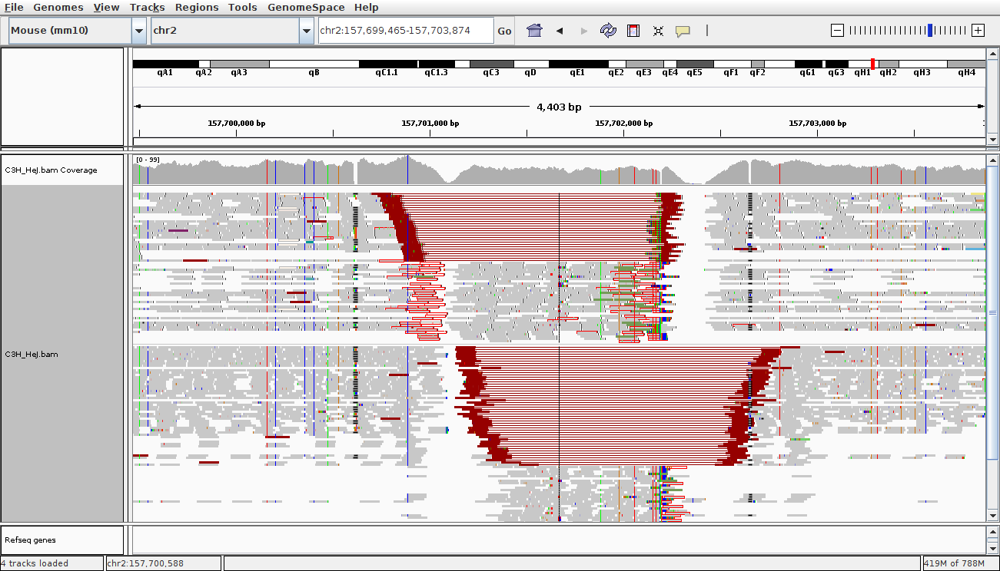 File Genomes View Tracks Regions Tools GenomeSpace Help
Mouse (mm10) chr2 chr2:157,699,465-157,703,874 Go
qA1 qA2 qA3 qB qC1.1 qC1.3 qC3 qD qE1 qE2 qE3 qE4 qE5 qF1 qF2 qG1 qG3 qH1 qH2 qH3 qH4
4,403 bp
157,700,000 bp 157,701,000 bp 157,702,000 bp 157,703,000 bp
[0 - 99]
C3H_HeJ.bam Coverage
C3H_HeJ.bam
Refseq genes
4 tracks loaded chr2:157,700,588 419M of 788M